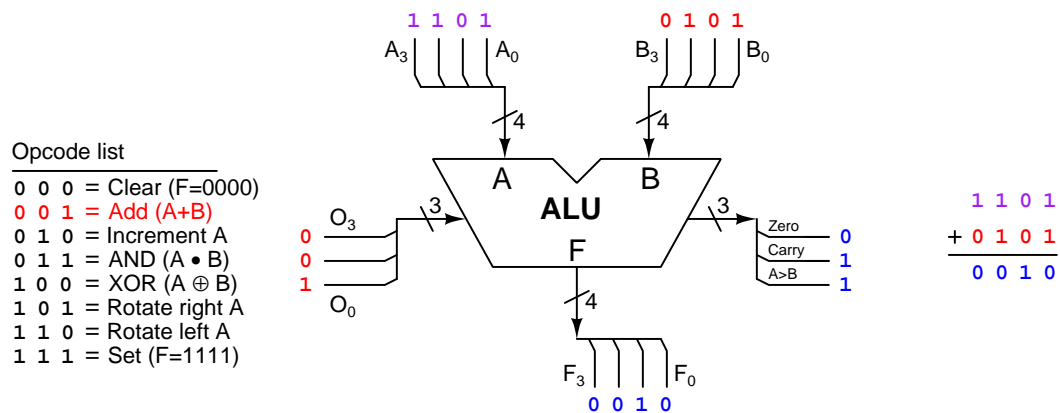 1 1 0 1
0 1 0 1
A3 A0
B3 B0
4
4
Opcode list
0 0 0 = Clear (F=0000)
0 0 1 = Add (A+B)
0 1 0 = Increment A
0 1 1 = AND (A • B)
1 0 0 = XOR (A ⊕ B)
1 0 1 = Rotate right A
1 1 0 = Rotate left A
1 1 1 = Set (F=1111)
O3
0
0
1
O0
3
A B
ALU
F
3
Zero 0
Carry 1
A>B 1
4
F3 F0
0 0 1 0
1 1 0 1
+ 0 1 0 1
0 0 1 0